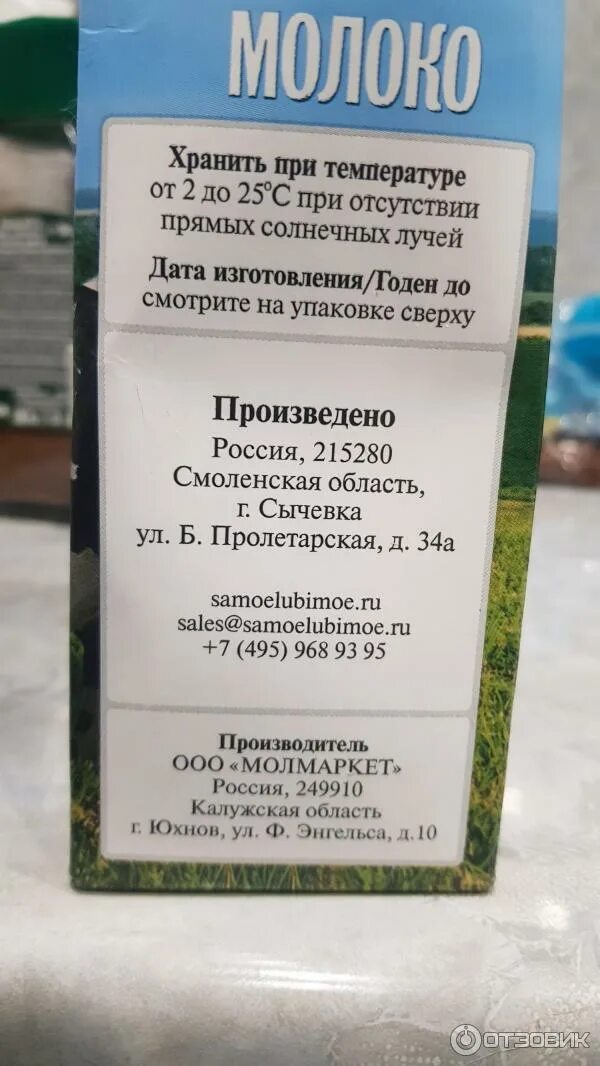 МОЛОКО
Хранить при температуре
от 2 до 25°С при отсутствии
прямых солнечных лучей
Дата изготовления/Годен до
смотрите на упаковке сверху
Произведено
Россия, 215280
Смоленская область,
г. Сычевка
ул. Б. Пролетарская, д. 34а
samoelubimoe.ru
sales@samoelubimoe.ru
+7 (495) 968 93 95
Производитель
ООО «МОЛМАРКЕТ»
Россия, 249910
Калужская область
г. Юхнов, ул. Ф. Энгельса, д.10
ОТЗОВИК